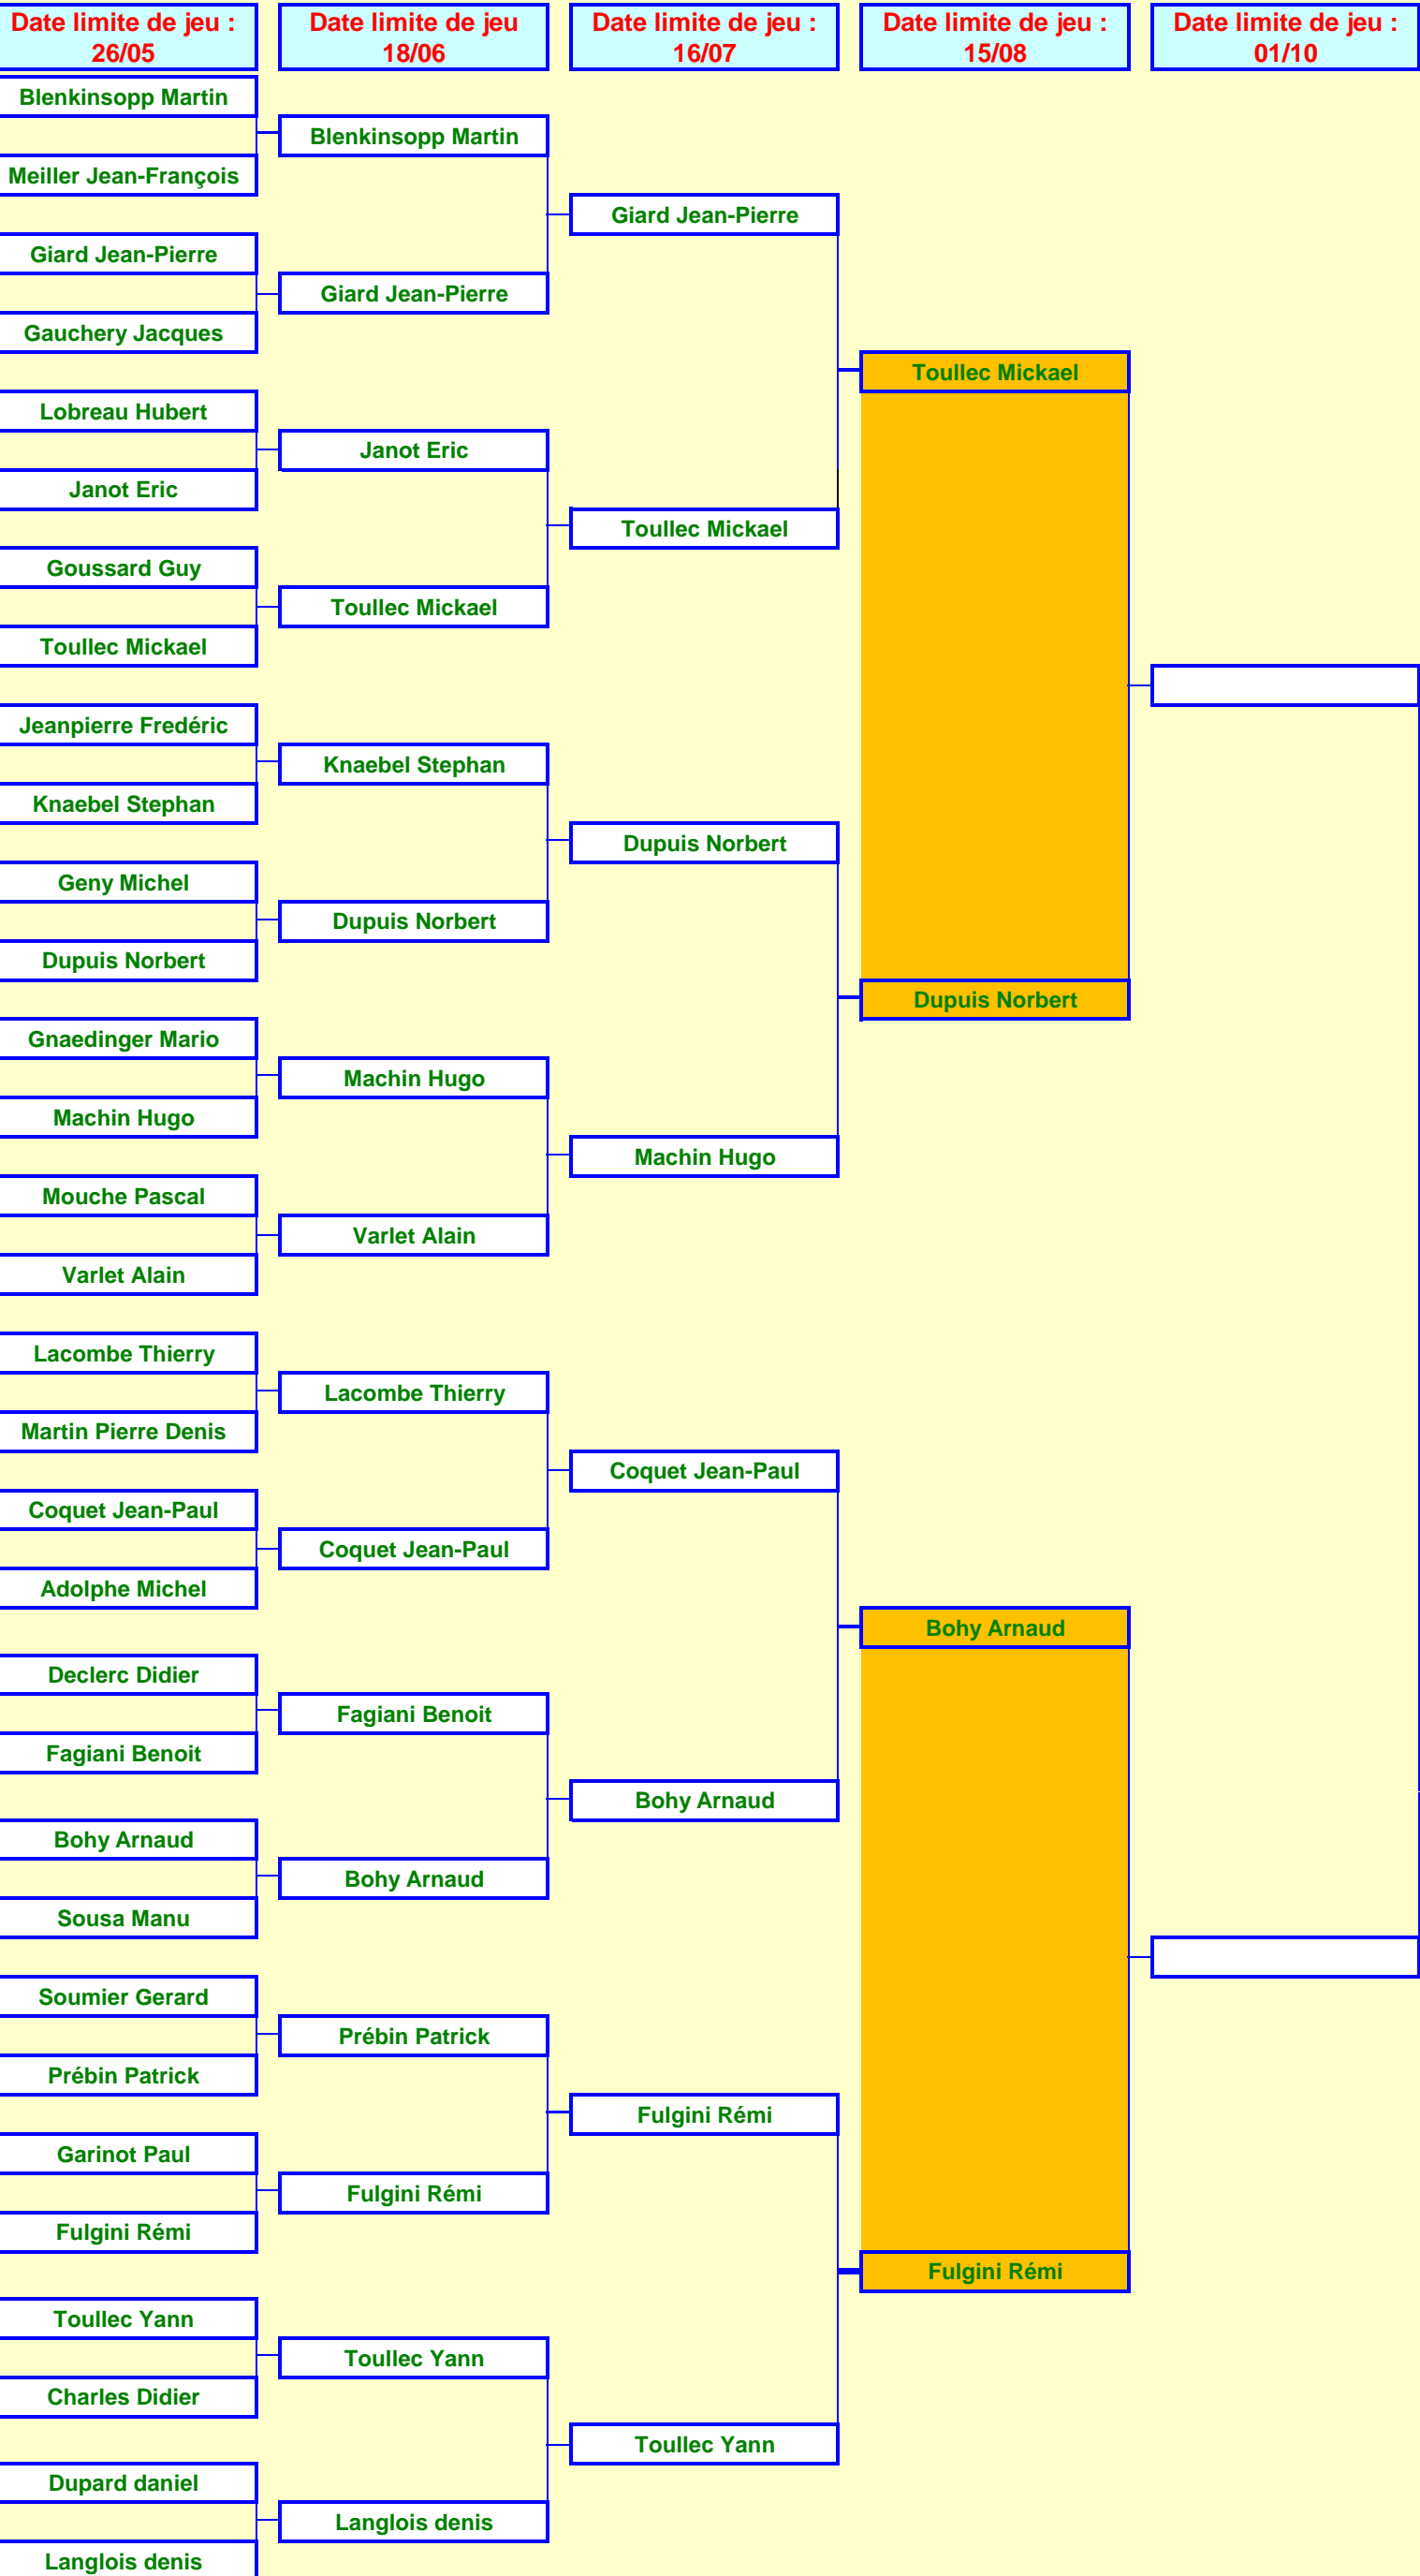 Date limite de jeu :
26/05
Date limite de jeu
18/06
Date limite de jeu :
16/07
Date limite de jeu :
15/08
Date limite de jeu :
01/10
Blenkinsopp Martin
Meiller Jean-François
Giard Jean-Pierre
Gauchery Jacques
Lobreau Hubert
Janot Eric
Goussard Guy
Toullec Mickael
Jeanpierre Fredéric
Knaebel Stephan
Geny Michel
Dupuis Norbert
Gnaedinger Mario
Machin Hugo
Mouche Pascal
Varlet Alain
Lacombe Thierry
Martin Pierre Denis
Coquet Jean-Paul
Adolphe Michel
Declerc Didier
Fagiani Benoit
Bohy Arnaud
Sousa Manu
Soumier Gerard
Prébin Patrick
Garinot Paul
Fulgini Rémi
Toullec Yann
Charles Didier
Dupard daniel
Langlois denis
Blenkinsopp Martin
Giard Jean-Pierre
Janot Eric
Toullec Mickael
Knaebel Stephan
Dupuis Norbert
Machin Hugo
Varlet Alain
Lacombe Thierry
Coquet Jean-Paul
Fagiani Benoit
Bohy Arnaud
Prébin Patrick
Fulgini Rémi
Toullec Yann
Langlois denis
Giard Jean-Pierre
Toullec Mickael
Dupuis Norbert
Machin Hugo
Coquet Jean-Paul
Bohy Arnaud
Fulgini Rémi
Toullec Yann
Toullec Mickael
Dupuis Norbert
Bohy Arnaud
Fulgini Rémi